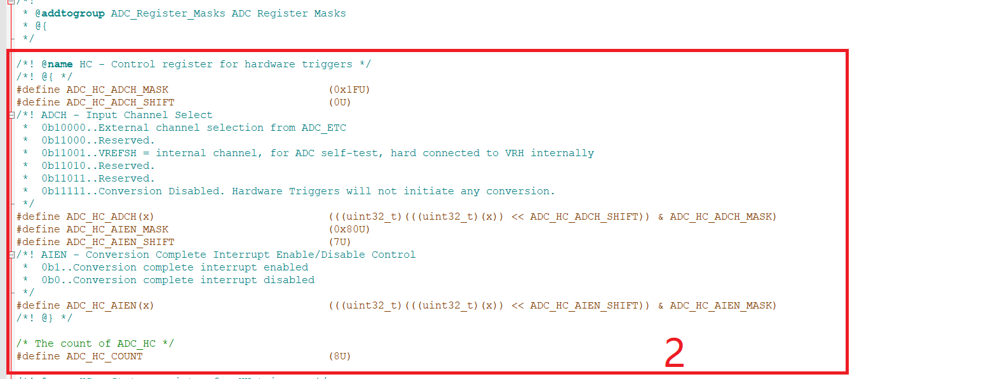 /*!
* @addtogroup ADC_Register_Masks ADC Register Masks
* @{
*/
/*! @name HC - Control register for hardware triggers */
/*! @{ */
#define ADC_HC_ADCH_MASK (0x1FU)
#define ADC_HC_ADCH_SHIFT (0U)
/*! ADCH - Input Channel Select
* 0b10000..External channel selection from ADC_ETC
* 0b11000..Reserved.
* 0b11001..VREFSH = internal channel, for ADC self-test, hard connected to VRH internally
* 0b11010..Reserved.
* 0b11011..Reserved.
* 0b11111..Conversion Disabled. Hardware Triggers will not initiate any conversion.
*/
#define ADC_HC_ADCH(x) (((uint32_t)(((uint32_t)(x)) << ADC_HC_ADCH_SHIFT)) & ADC_HC_ADCH_MASK)
#define ADC_HC_AIEN_MASK (0x80U)
#define ADC_HC_AIEN_SHIFT (7U)
/*! AIEN - Conversion Complete Interrupt Enable/Disable Control
* 0b1..Conversion complete interrupt enabled
* 0b0..Conversion complete interrupt disabled
*/
#define ADC_HC_AIEN(x) (((uint32_t)(((uint32_t)(x)) << ADC_HC_AIEN_SHIFT)) & ADC_HC_AIEN_MASK)
/*! @} */
/* The count of ADC_HC */
#define ADC_HC_COUNT (8U)
2